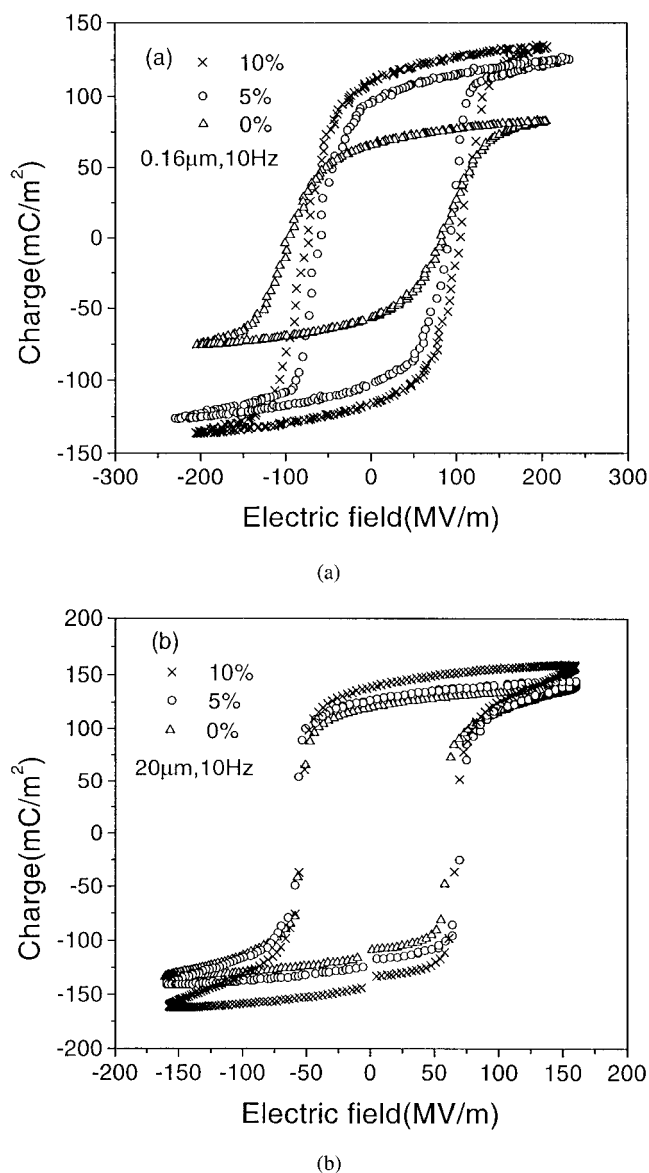 150
100
50
0
-50
-100
-150
Charge(mC/m²)
(a)
× 10%
○ 5%
△ 0%
0.16μm,10Hz
-300 -200 -100 0 100 200 300
Electric field(MV/m)
(a)
200
150
100
50
0
-50
-100
-150
-200
Charge(mC/m²)
(b)
× 10%
○ 5%
△ 0%
20μm,10Hz
-200 -150 -100 -50 0 50 100 150 200
Electric field(MV/m)
(b)